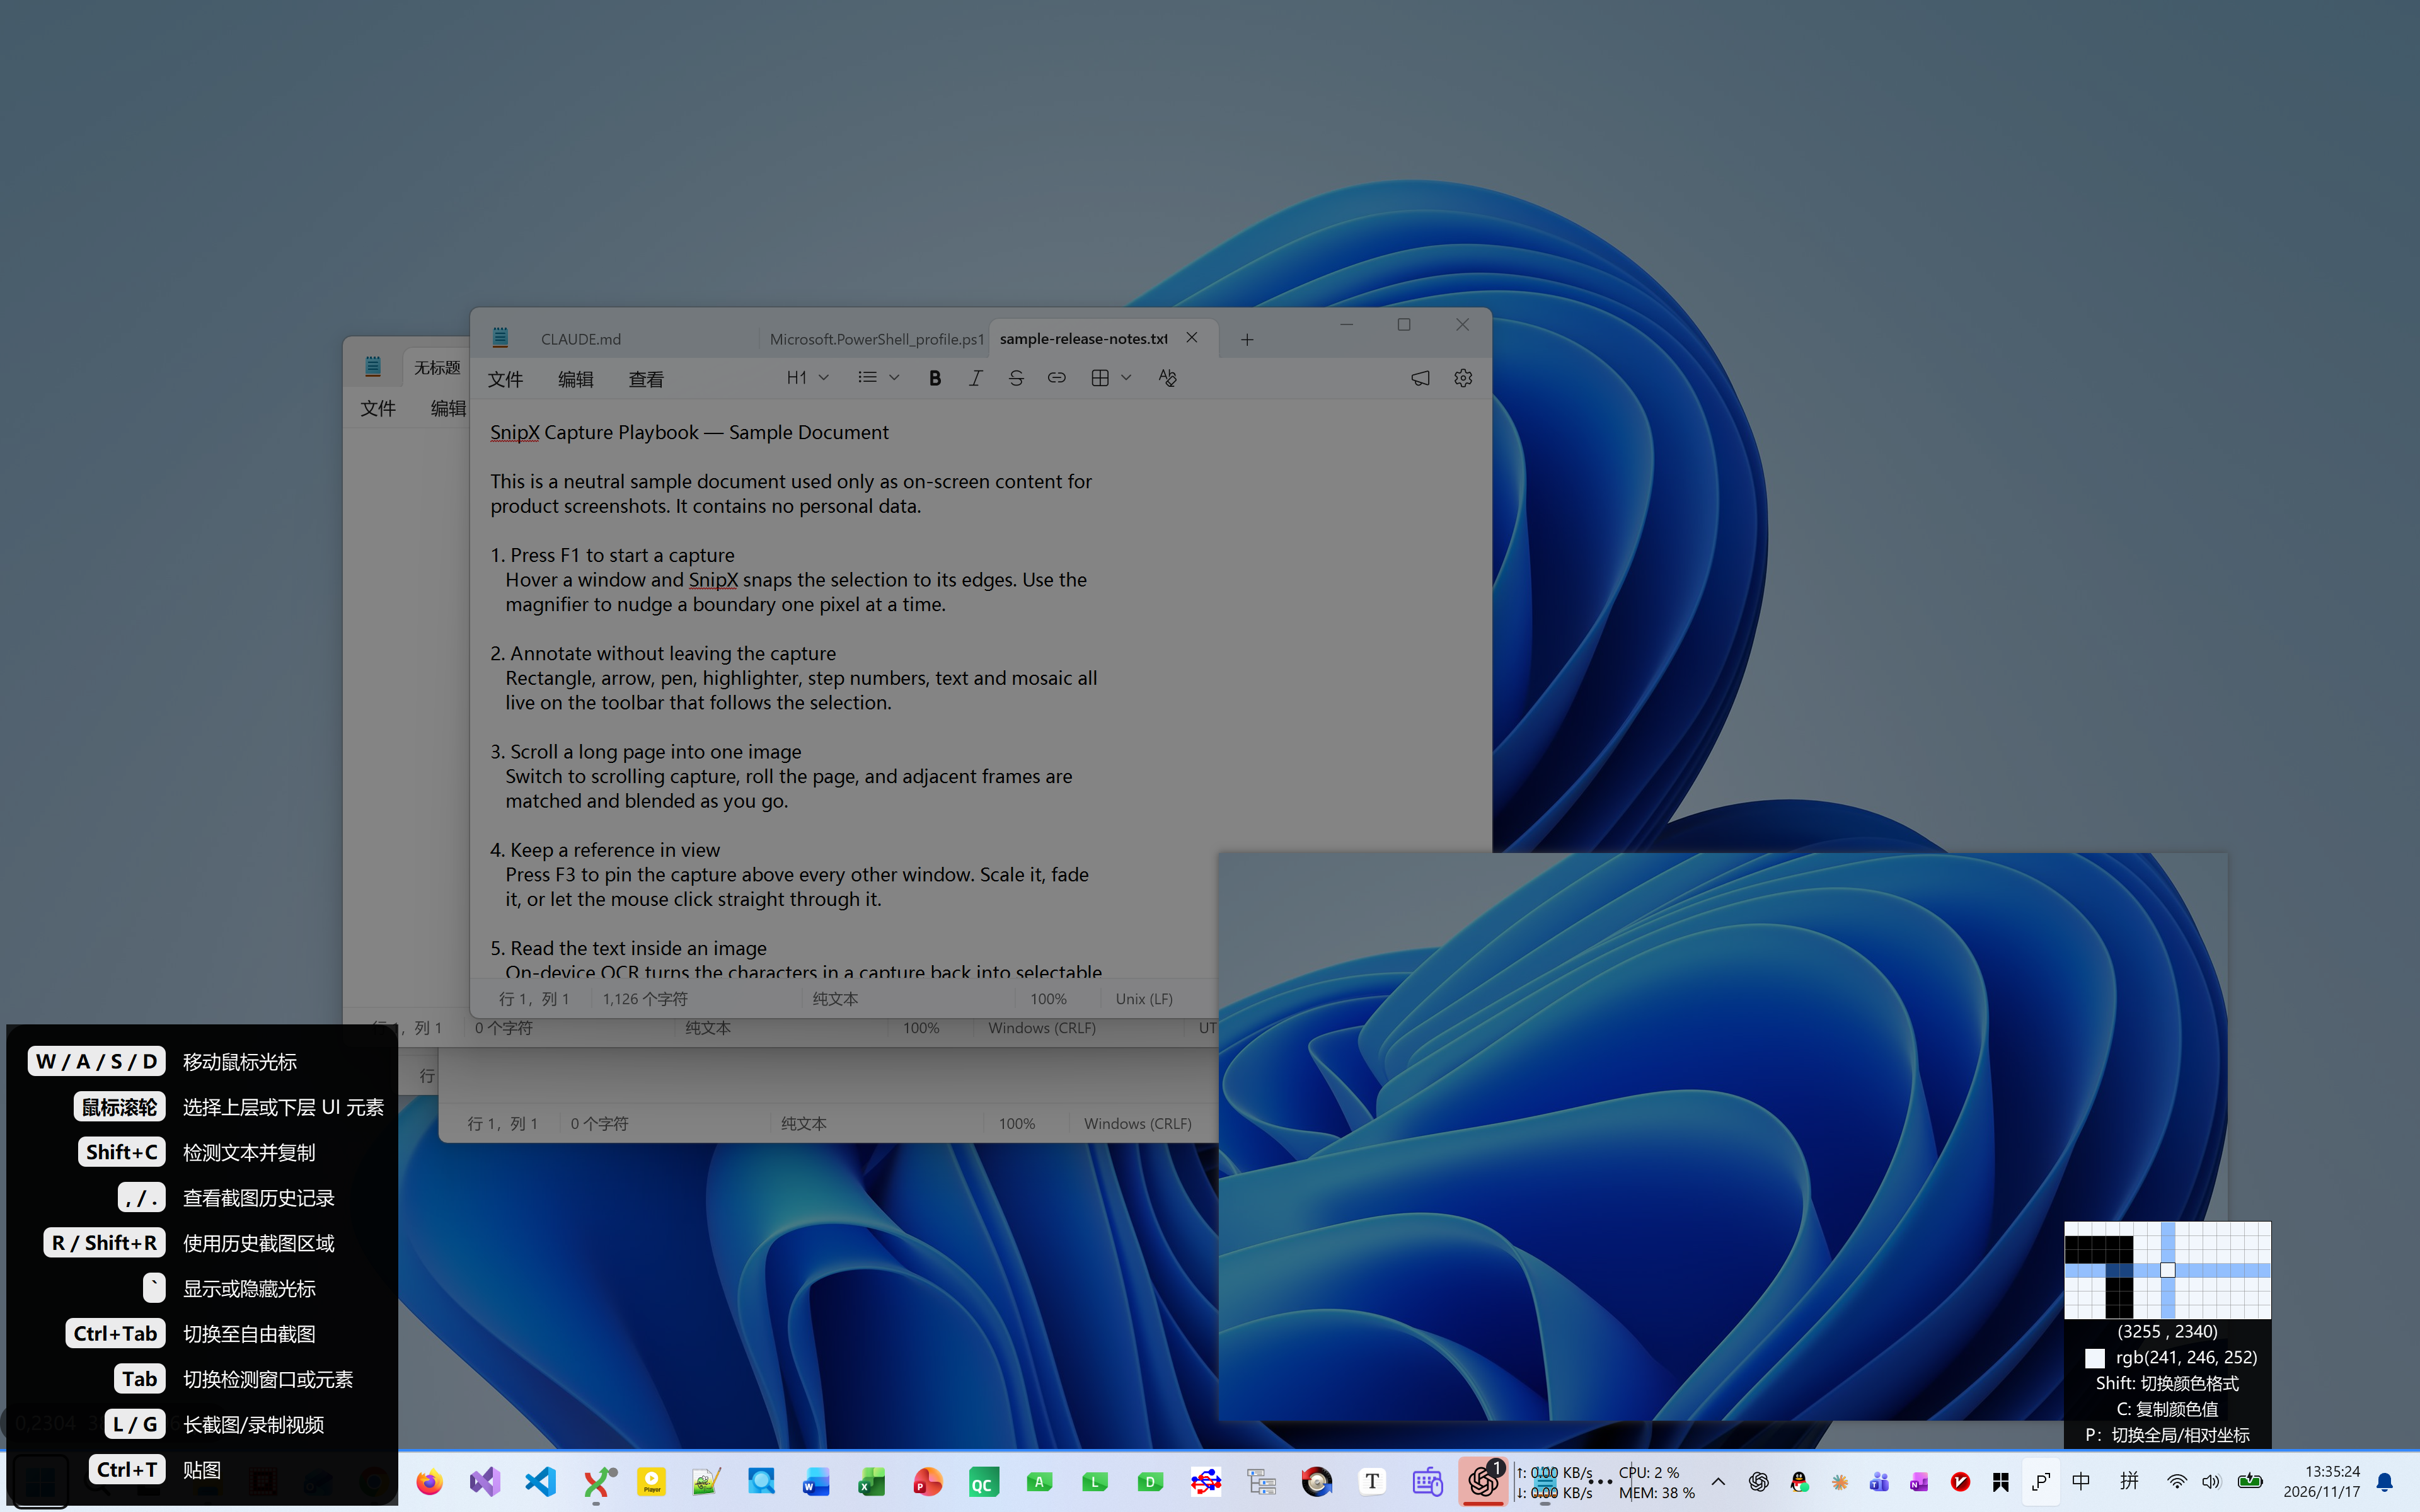 CLAUDE.md
Microsoft.PowerShell_profile.ps1
sample-release-notes.txt
无标题
文件
编辑
文件
编辑
查看
H1
SnipX Capture Playbook — Sample Document
This is a neutral sample document used only as on-screen content for
product screenshots. It contains no personal data.
1. Press F1 to start a capture
Hover a window and SnipX snaps the selection to its edges. Use the
magnifier to nudge a boundary one pixel at a time.
2. Annotate without leaving the capture
Rectangle, arrow, pen, highlighter, step numbers, text and mosaic all
live on the toolbar that follows the selection.
3. Scroll a long page into one image
Switch to scrolling capture, roll the page, and adjacent frames are
matched and blended as you go.
4. Keep a reference in view
Press F3 to pin the capture above every other window. Scale it, fade
it, or let the mouse click straight through it.
5. Read the text inside an image
On-device OCR turns the characters in a capture back into selectable
行 1，列 1
1,126 个字符
纯文本
100%
Unix (LF)
列 1
0 个字符
纯文本
100%
Windows (CRLF)
UT
行
行 1，列 1
0 个字符
纯文本
100%
Windows (CRLF)
W / A / S / D 移动鼠标光标
鼠标滚轮 选择上层或下层 UI 元素
Shift+C 检测文本并复制
, / . 查看截图历史记录
R / Shift+R 使用历史截图区域
` 显示或隐藏光标
Ctrl+Tab 切换至自由截图
Tab 切换检测窗口或元素
L / G 长截图/录制视频
Ctrl+T 贴图
(3255 , 2340)
rgb(241, 246, 252)
Shift: 切换颜色格式
C: 复制颜色值
P：切换全局/相对坐标
Player
QC
A
L
D
T
1
↑: 0.00 KB/s
↓: 0.00 KB/s
CPU: 2 %
MEM: 38 %
中
拼
13:35:24
2026/11/17